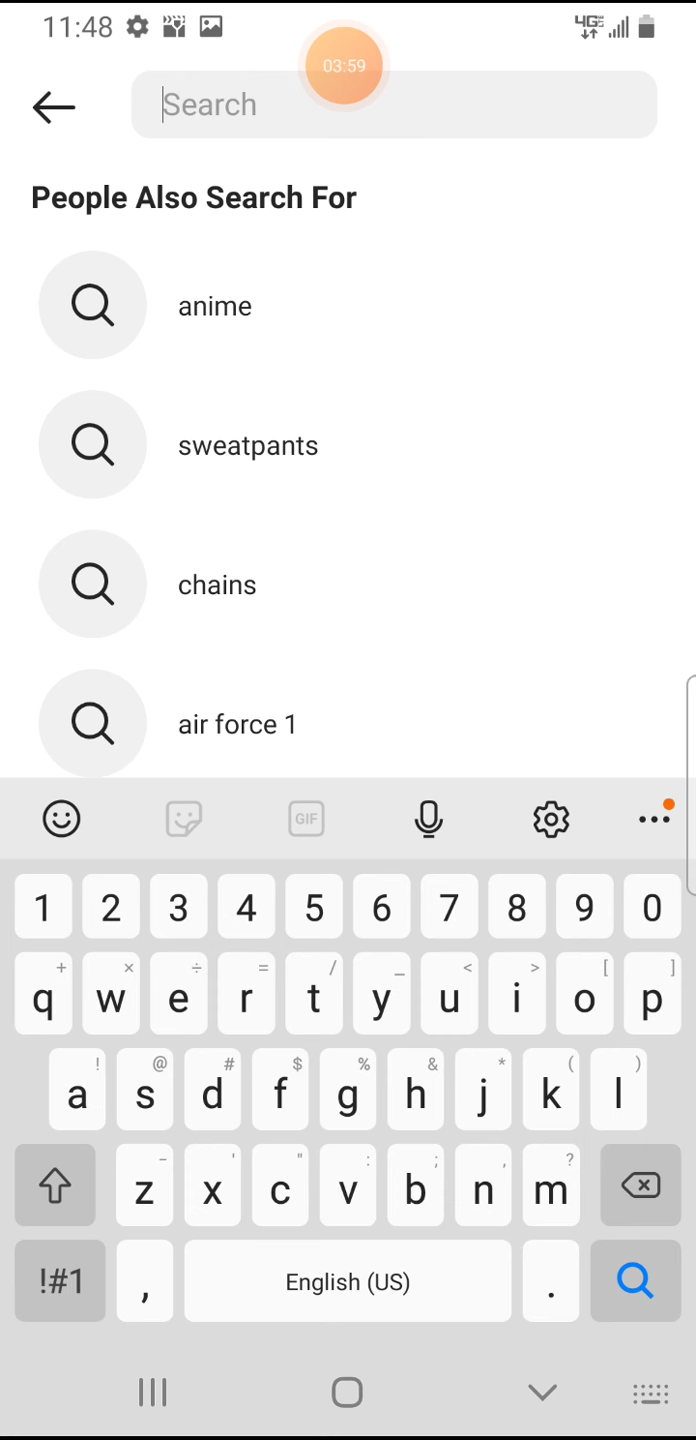 11:48
4GE
03:59
Search
People Also Search For
anime
sweatpants
chains
air force 1
GIF
1 2 3 4 5 6 7 8 9 0
+ × ÷ = / _ < > [ ]
q w e r t y u i o p
! @ # $ % & * ( )
a s d f g h j k l
- ' " : ; , ?
z x c v b n m
!#1 , English (US) .